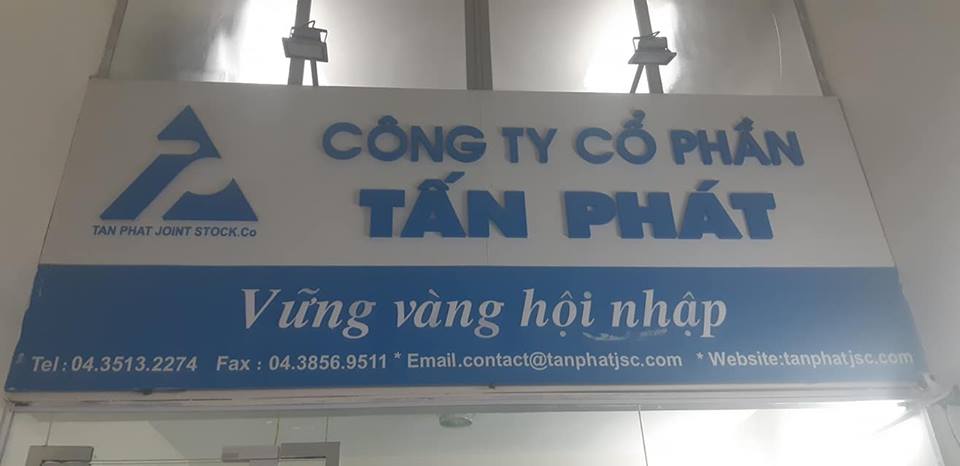 CÔNG TY CỔ PHẦN
TẤN PHÁT
TAN PHAT JOINT STOCK.Co
Vững vàng hội nhập
Tel : 04.3513.2274 Fax : 04.3856.9511 * Email.contact@tanphatjsc.com * Website:tanphatjsc.com